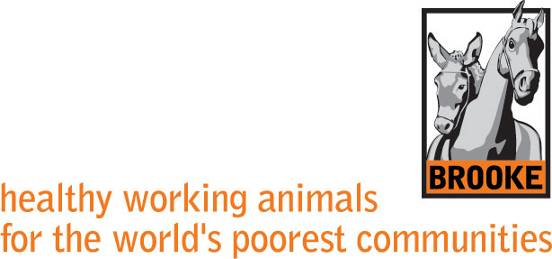 BROOKE
healthy working animals
for the world's poorest communities